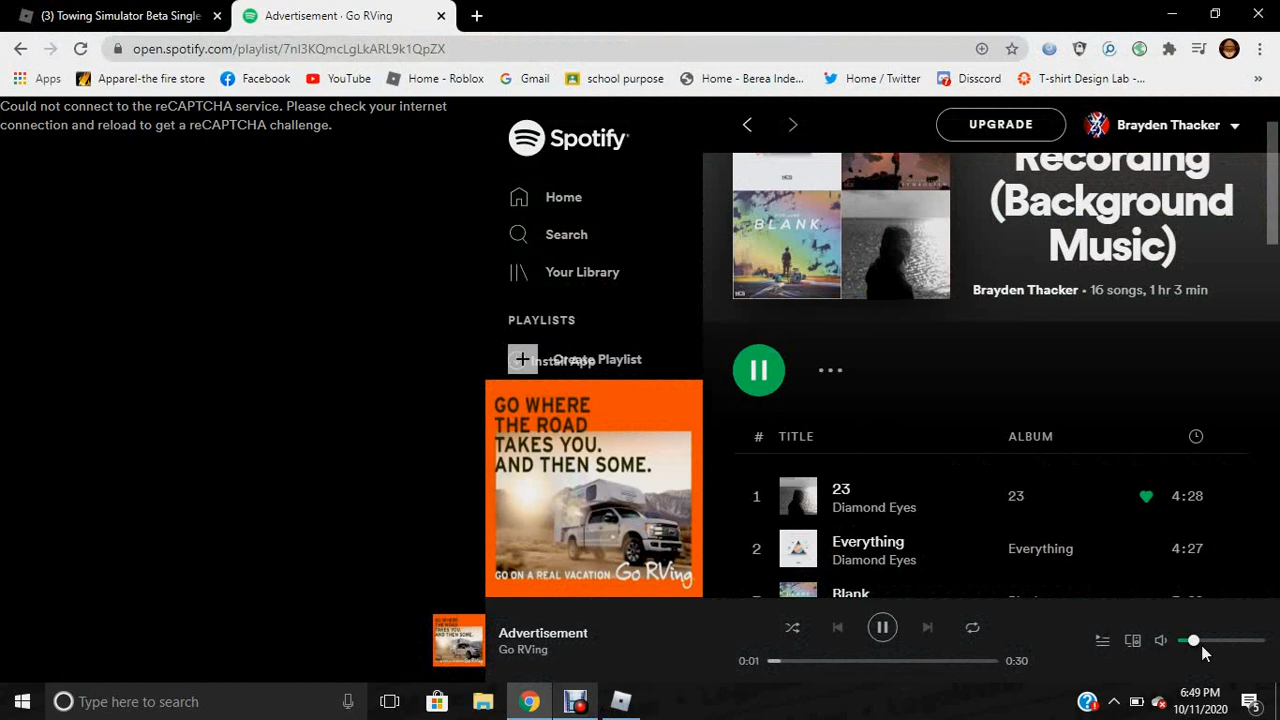 (3) Towing Simulator Beta Single
Advertisement · Go RVing
open.spotify.com/playlist/7nI3KQmcLgLkARL9k1QpZX
Apps
Apparel-the fire store
Facebook
YouTube
Home - Roblox
Gmail
school purpose
Home - Berea Inde...
Home / Twitter
Disscord
T-shirt Design Lab -...
»
Could not connect to the reCAPTCHA service. Please check your internet
connection and reload to get a reCAPTCHA challenge.
Spotify
UPGRADE
Brayden Thacker
Home
Search
Your Library
PLAYLISTS
Create Playlist
Install App
Recording
(Background
Music)
BLANK
Brayden Thacker • 16 songs, 1 hr 3 min
# TITLE ALBUM
1 23 23 4:28
Diamond Eyes
2 Everything Everything 4:27
Diamond Eyes
Blank
GO WHERE
THE ROAD
TAKES YOU.
AND THEN SOME.
GO ON A REAL VACATION Go RVing
Advertisement
Go RVing
0:01
0:30
Type here to search
6:49 PM
10/11/2020
5